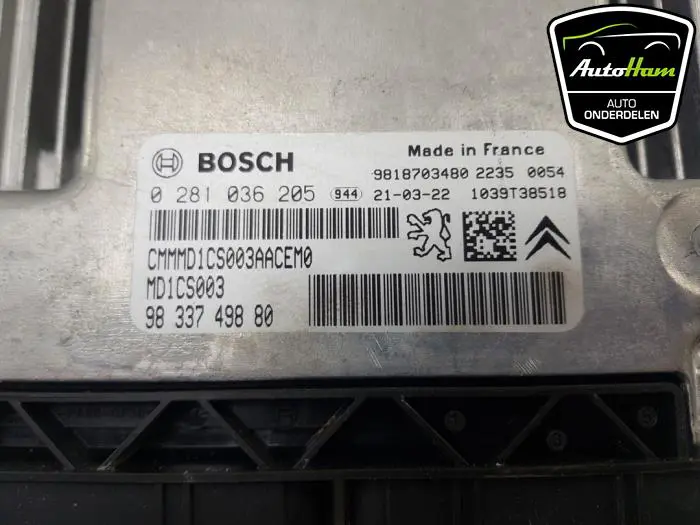 AutoHam
AUTO
ONDERDELEN
BOSCH
Made in France
9818703480 2235 0054
0 281 036 205 944 21-03-22 1039T38518
CMMMD1CS003AACEM0
MD1CS003
98 337 498 80